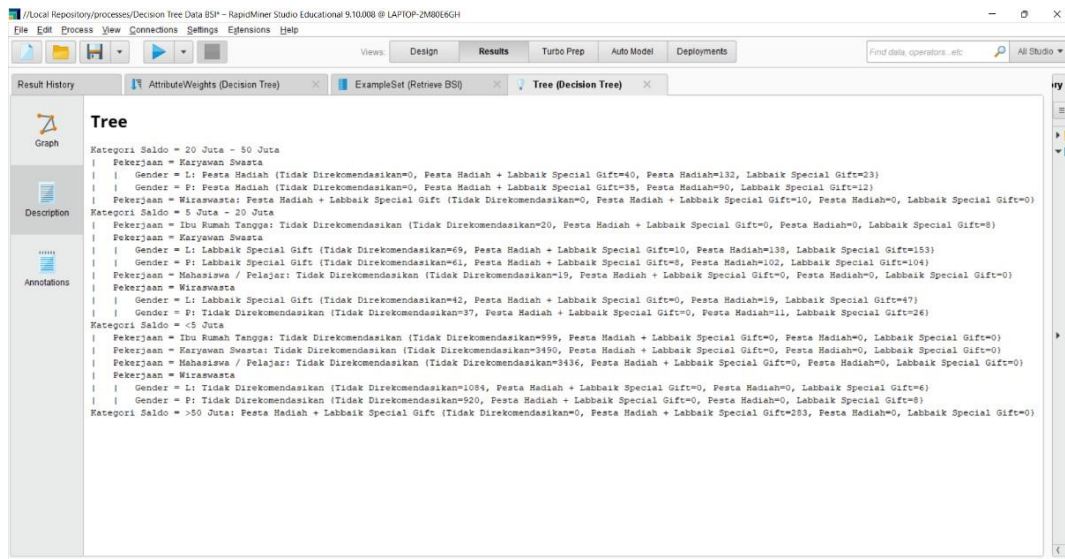 //Local Repository/processes/Decision Tree Data BSI* – RapidMiner Studio Educational 9.10.008 @ LAPTOP-2M80E6GH
File Edit Process View Connections Settings Extensions Help
Views: Design Results Turbo Prep Auto Model Deployments Find data, operators...etc All Studio
Result History AttributeWeights (Decision Tree) ExampleSet (Retrieve BSI) Tree (Decision Tree)
Graph
Description
Annotations
Tree
Kategori Saldo = 20 Juta - 50 Juta
| Pekerjaan = Karyawan Swasta
| | Gender = L: Pesta Hadiah {Tidak Direkomendasikan=0, Pesta Hadiah + Labbaik Special Gift=40, Pesta Hadiah=132, Labbaik Special Gift=23}
| | Gender = P: Pesta Hadiah {Tidak Direkomendasikan=0, Pesta Hadiah + Labbaik Special Gift=35, Pesta Hadiah=90, Labbaik Special Gift=12}
| Pekerjaan = Wiraswasta: Pesta Hadiah + Labbaik Special Gift {Tidak Direkomendasikan=0, Pesta Hadiah + Labbaik Special Gift=10, Pesta Hadiah=0, Labbaik Special Gift=0}
Kategori Saldo = 5 Juta - 20 Juta
| Pekerjaan = Ibu Rumah Tangga: Tidak Direkomendasikan {Tidak Direkomendasikan=20, Pesta Hadiah + Labbaik Special Gift=0, Pesta Hadiah=0, Labbaik Special Gift=8}
| Pekerjaan = Karyawan Swasta
| | Gender = L: Labbaik Special Gift {Tidak Direkomendasikan=69, Pesta Hadiah + Labbaik Special Gift=10, Pesta Hadiah=138, Labbaik Special Gift=153}
| | Gender = P: Labbaik Special Gift {Tidak Direkomendasikan=61, Pesta Hadiah + Labbaik Special Gift=8, Pesta Hadiah=102, Labbaik Special Gift=104}
| Pekerjaan = Mahasiswa / Pelajar: Tidak Direkomendasikan {Tidak Direkomendasikan=19, Pesta Hadiah + Labbaik Special Gift=0, Pesta Hadiah=0, Labbaik Special Gift=0}
| Pekerjaan = Wiraswasta
| | Gender = L: Labbaik Special Gift {Tidak Direkomendasikan=42, Pesta Hadiah + Labbaik Special Gift=0, Pesta Hadiah=19, Labbaik Special Gift=47}
| | Gender = P: Tidak Direkomendasikan {Tidak Direkomendasikan=37, Pesta Hadiah + Labbaik Special Gift=0, Pesta Hadiah=11, Labbaik Special Gift=26}
Kategori Saldo = <5 Juta
| Pekerjaan = Ibu Rumah Tangga: Tidak Direkomendasikan {Tidak Direkomendasikan=999, Pesta Hadiah + Labbaik Special Gift=0, Pesta Hadiah=0, Labbaik Special Gift=0}
| Pekerjaan = Karyawan Swasta: Tidak Direkomendasikan {Tidak Direkomendasikan=3490, Pesta Hadiah + Labbaik Special Gift=0, Pesta Hadiah=0, Labbaik Special Gift=0}
| Pekerjaan = Mahasiswa / Pelajar: Tidak Direkomendasikan {Tidak Direkomendasikan=3436, Pesta Hadiah + Labbaik Special Gift=0, Pesta Hadiah=0, Labbaik Special Gift=0}
| Pekerjaan = Wiraswasta
| | Gender = L: Tidak Direkomendasikan {Tidak Direkomendasikan=1084, Pesta Hadiah + Labbaik Special Gift=0, Pesta Hadiah=0, Labbaik Special Gift=6}
| | Gender = P: Tidak Direkomendasikan {Tidak Direkomendasikan=920, Pesta Hadiah + Labbaik Special Gift=0, Pesta Hadiah=0, Labbaik Special Gift=8}
Kategori Saldo = >50 Juta: Pesta Hadiah + Labbaik Special Gift {Tidak Direkomendasikan=0, Pesta Hadiah + Labbaik Special Gift=283, Pesta Hadiah=0, Labbaik Special Gift=0}